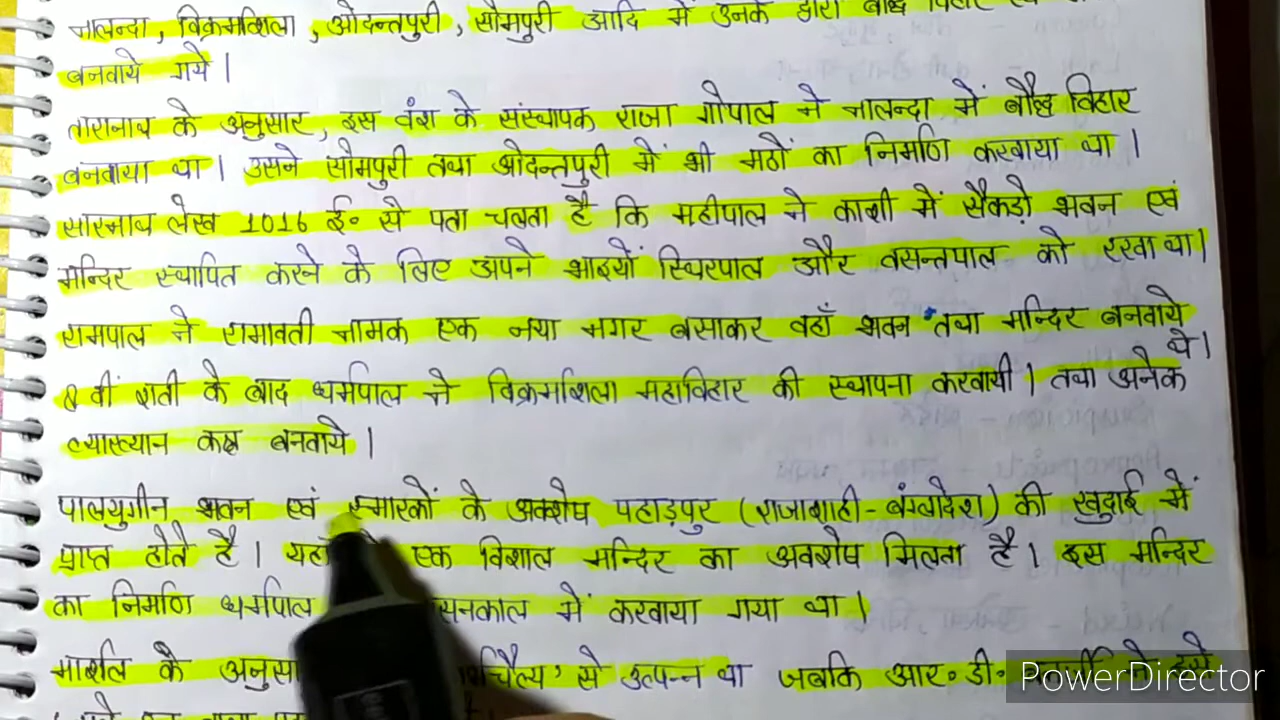 नालन्दा, विक्रमशिला, ओदन्तपुरी, सोमपुरी आदि में उनके द्वारा बौद्ध विहार एवं
बनवाये गये।
तारानाथ के अनुसार, इस वंश के संस्थापक राजा गोपाल ने नालन्दा में बौद्ध विहार
बनवाया था। उसने सोमपुरी तथा ओदन्तपुरी में भी मठों का निर्माण करवाया था।
सारनाथ लेख 1016 ई० से पता चलता है कि महीपाल ने काशी में सैकड़ो भवन एवं
मन्दिर स्थापित करने के लिए अपने भाइयों स्थिरपाल और वसन्तपाल को रखा था।
रामपाल ने रामावती नामक एक नया नगर बसाकर वहाँ भवन तथा मन्दिर बनवाये
थे।
8 वीं शती के बाद धर्मपाल ने विक्रमशिला महाविहार की स्थापना करवायी। तथा अनेक
व्याख्यान कक्ष बनवाये।
पालयुगीन भवन एवं स्मारकों के अवशेष पहाड़पुर (राजाशाही-बंग्लादेश) की खुदाई में
प्राप्त होते है। यहाँ एक विशाल मन्दिर का अवशेष मिलता है। इस मन्दिर
का निर्माण धर्मपाल सनकाल में करवाया गया था।
मार्शल के अनुसा से उत्पन्न था जबकि आर० डी०
PowerDirector